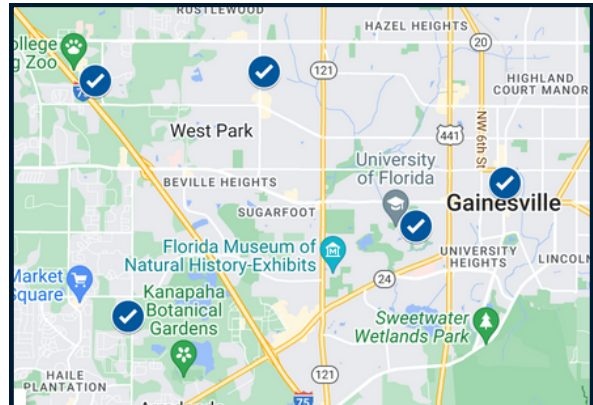 RUSTLEWOOD
HAZEL HEIGHTS
ollege
g Zoo
20
121
75
HIGHLAND
COURT MANOR
West Park
441
NW 6th St
University
of Florida
BEVILLE HEIGHTS
Gainesville
SUGARFOOT
Florida Museum of
Natural History-Exhibits
UNIVERSITY
HEIGHTS
LINCOLN
Market
Square
24
Kanapaha
Botanical
Gardens
Sweetwater
Wetlands Park
HAILE
PLANTATION
121
75